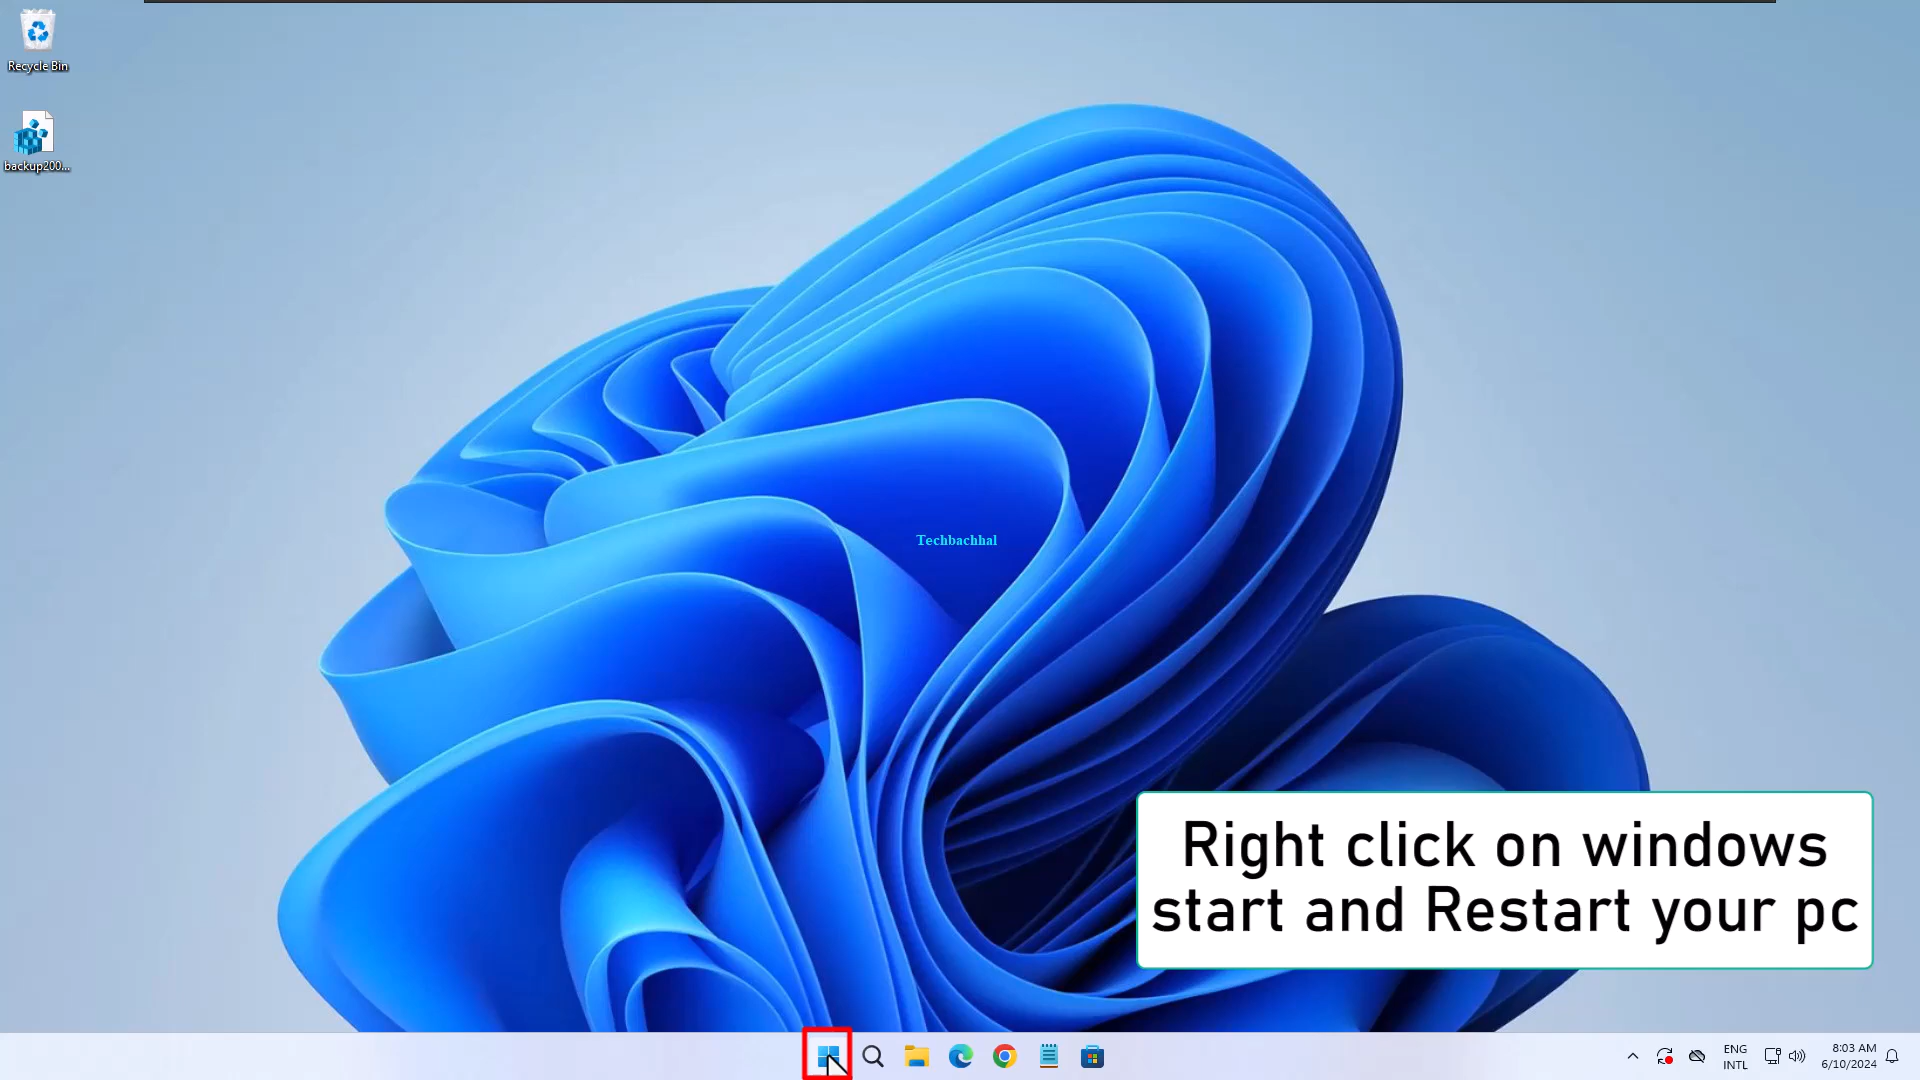 Recycle Bin
backup200...
Techbachhal
Right click on windows
start and Restart your pc
ENG
INTL
8:03 AM
6/10/2024